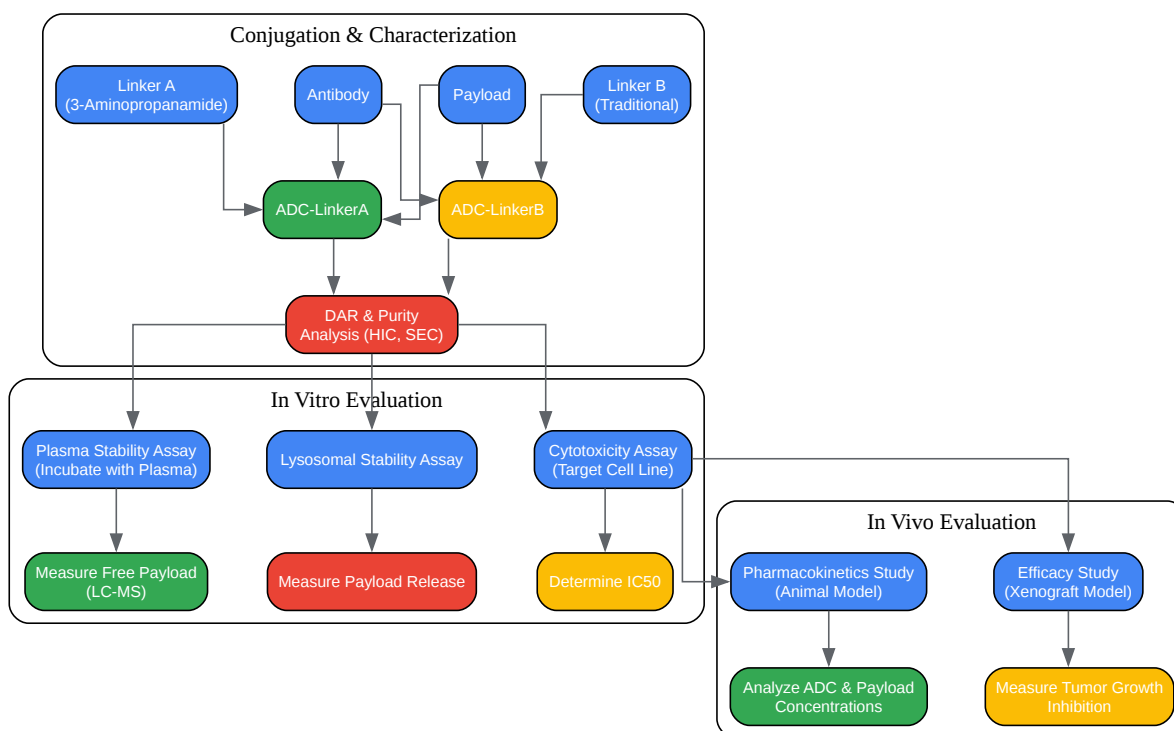 Conjugation & Characterization
Linker A
(3-Aminopropanamide)
Antibody
Payload
Linker B
(Traditional)
ADC-LinkerA
ADC-LinkerB
DAR & Purity
Analysis (HIC, SEC)
In Vitro Evaluation
Plasma Stability Assay
(Incubate with Plasma)
Lysosomal Stability Assay
Cytotoxicity Assay
(Target Cell Line)
Measure Free Payload
(LC-MS)
Measure Payload Release
Determine IC50
In Vivo Evaluation
Pharmacokinetics Study
(Animal Model)
Efficacy Study
(Xenograft Model)
Analyze ADC & Payload
Concentrations
Measure Tumor Growth
Inhibition